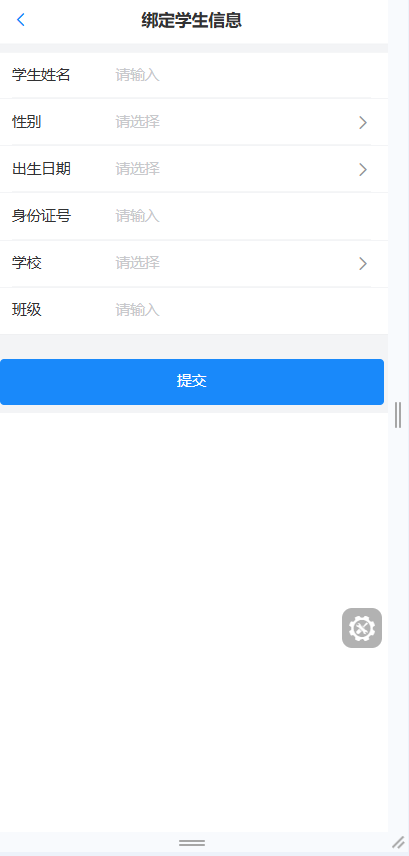 绑定学生信息
学生姓名 请输入
性别 请选择
出生日期 请选择
身份证号 请输入
学校 请选择
班级 请输入
提交